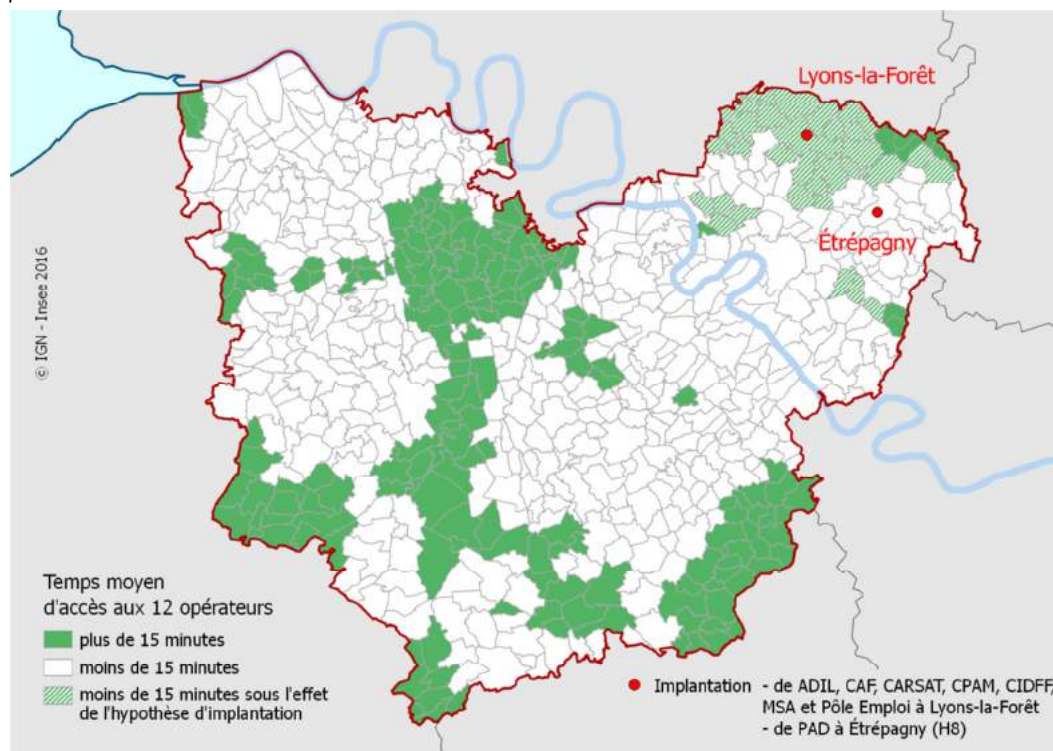 Lyons-la-Forêt
Étrépagny
© IGN - Insee 2016
Temps moyen
d'accès aux 12 opérateurs
plus de 15 minutes
moins de 15 minutes
moins de 15 minutes sous l'effet
de l'hypothèse d'implantation
Implantation - de ADIL, CAF, CARSAT, CPAM, CIDFF,
MSA et Pôle Emploi à Lyons-la-Forêt
- de PAD à Étrépagny (H8)